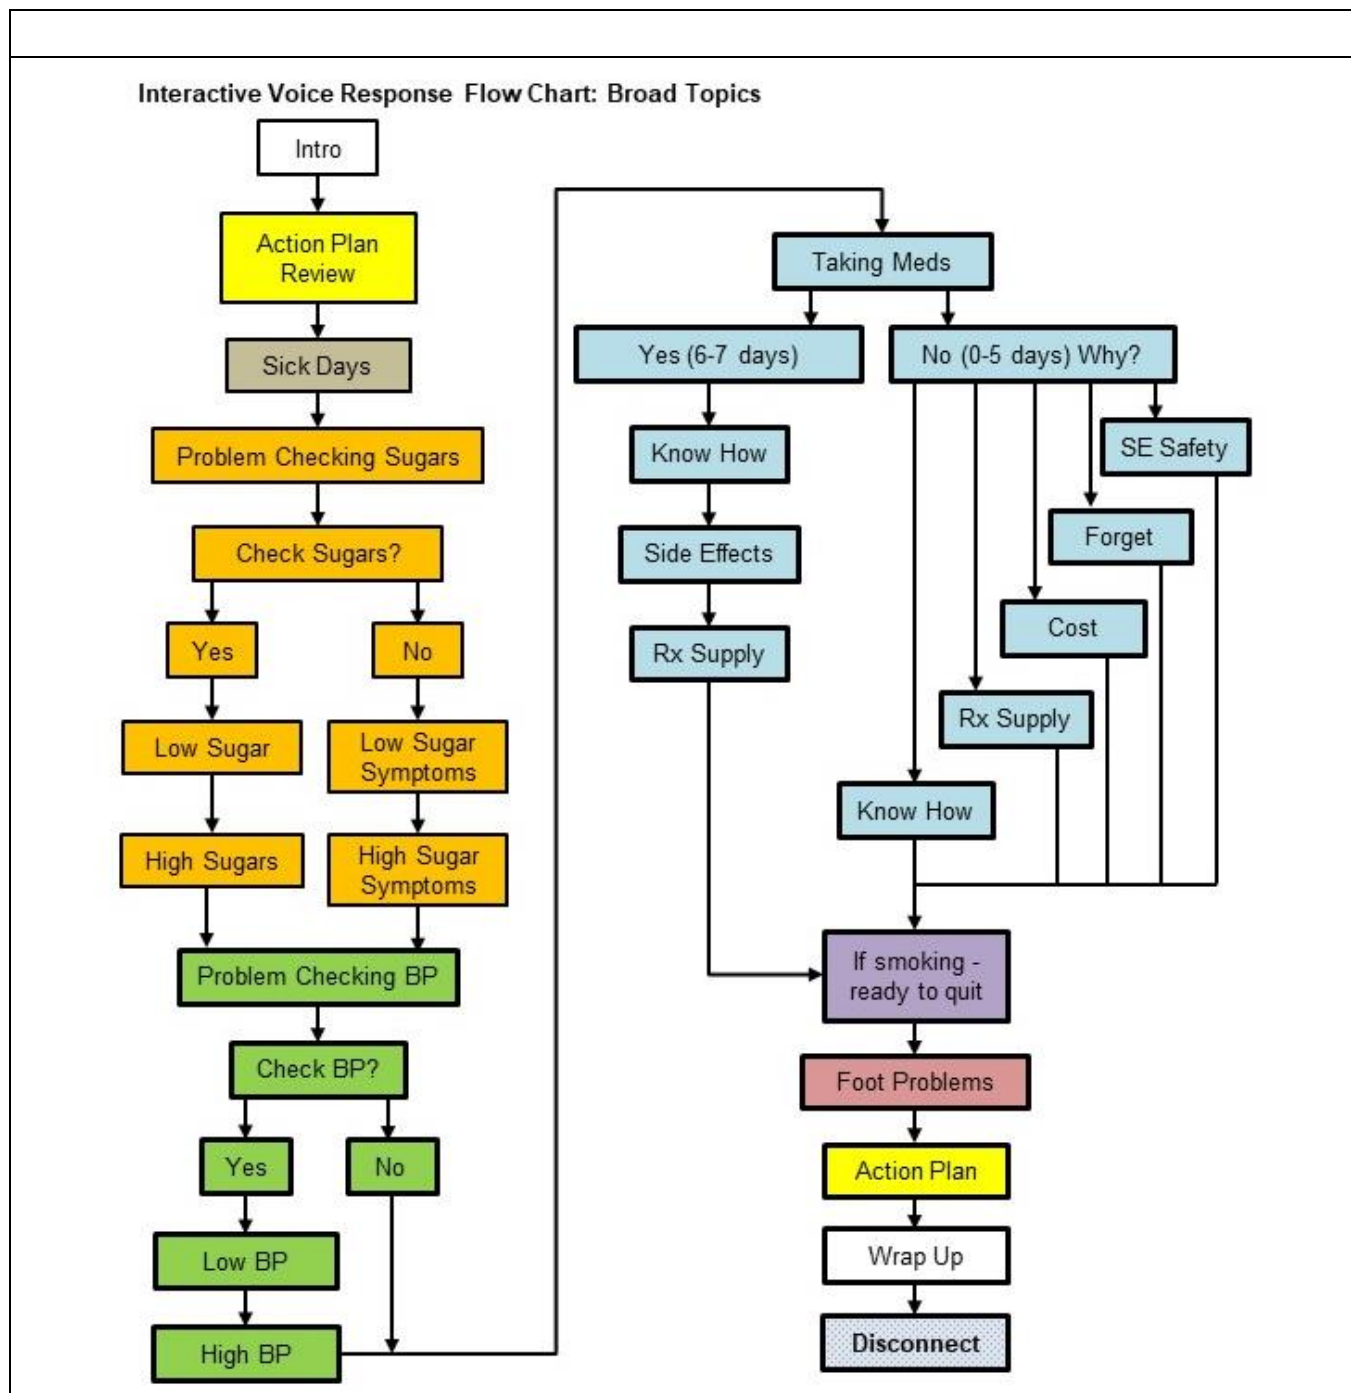 Interactive Voice Response Flow Chart: Broad Topics
Intro
Action Plan
Review
Sick Days
Problem Checking Sugars
Check Sugars?
Yes
No
Low Sugar
Low Sugar
Symptoms
High Sugars
High Sugar
Symptoms
Problem Checking BP
Check BP?
Yes
No
Low BP
High BP
Taking Meds
Yes (6-7 days)
No (0-5 days) Why?
Know How
Side Effects
Rx Supply
SE Safety
Forget
Cost
Rx Supply
Know How
If smoking -
ready to quit
Foot Problems
Action Plan
Wrap Up
Disconnect